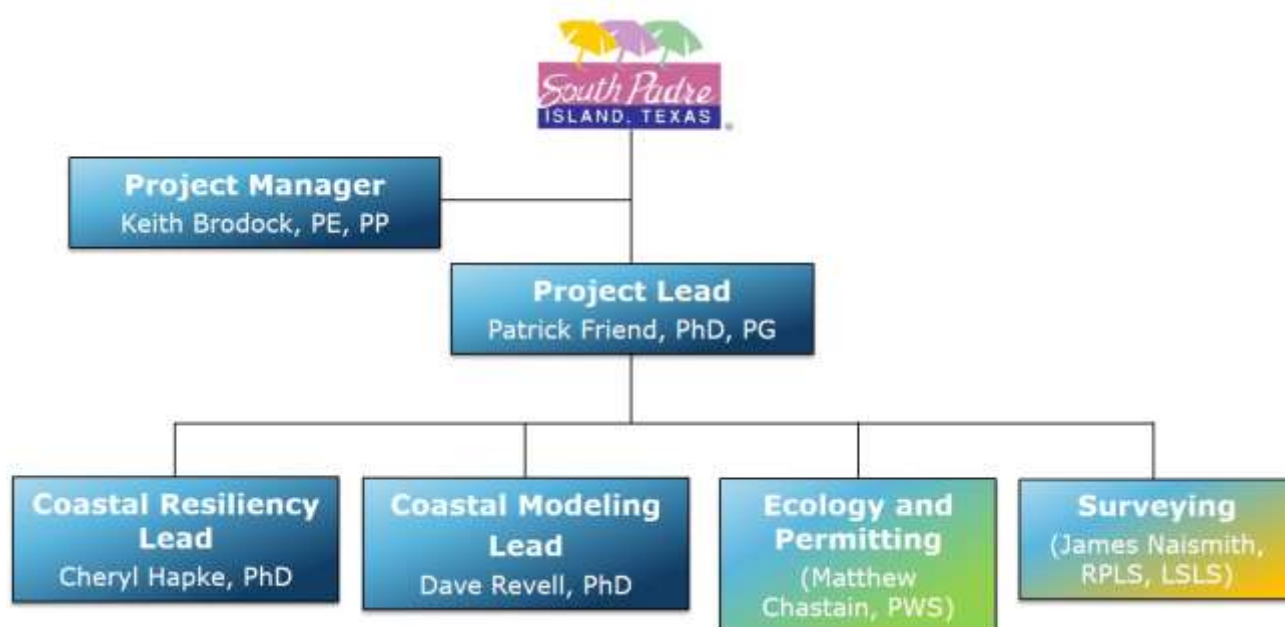 South Padre
ISLAND, TEXAS ®
Project Manager
Keith Brodock, PE, PP
Project Lead
Patrick Friend, PhD, PG
Coastal Resiliency
Lead
Cheryl Hapke, PhD
Coastal Modeling
Lead
Dave Revell, PhD
Ecology and
Permitting
(Matthew
Chastain, PWS)
Surveying
(James Naismith,
RPLS, LSLS)